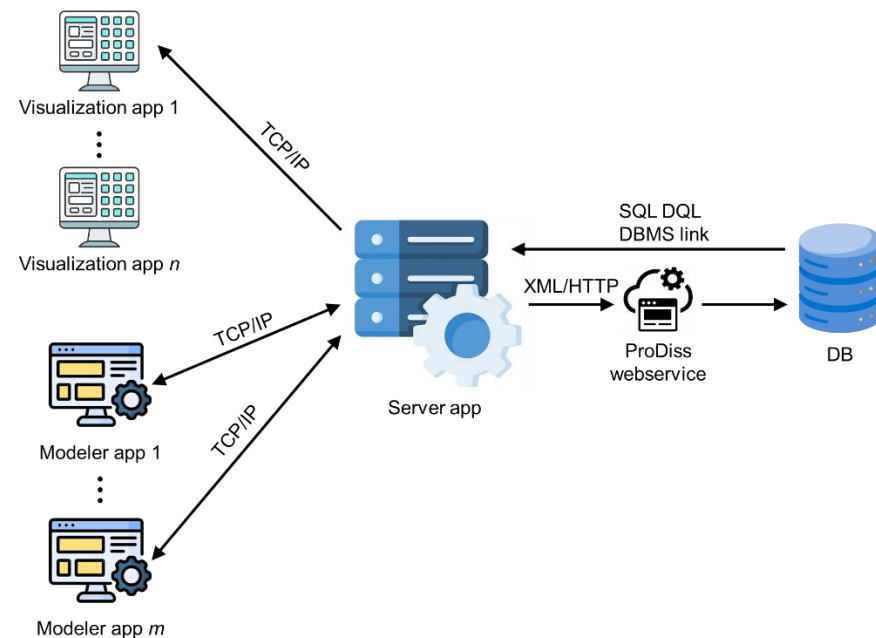 Visualization app 1
TCP/IP
Visualization app n
SQL DQL
DBMS link
XML/HTTP
ProDiss
webservice
DB
TCP/IP
Server app
Modeler app 1
TCP/IP
Modeler app m